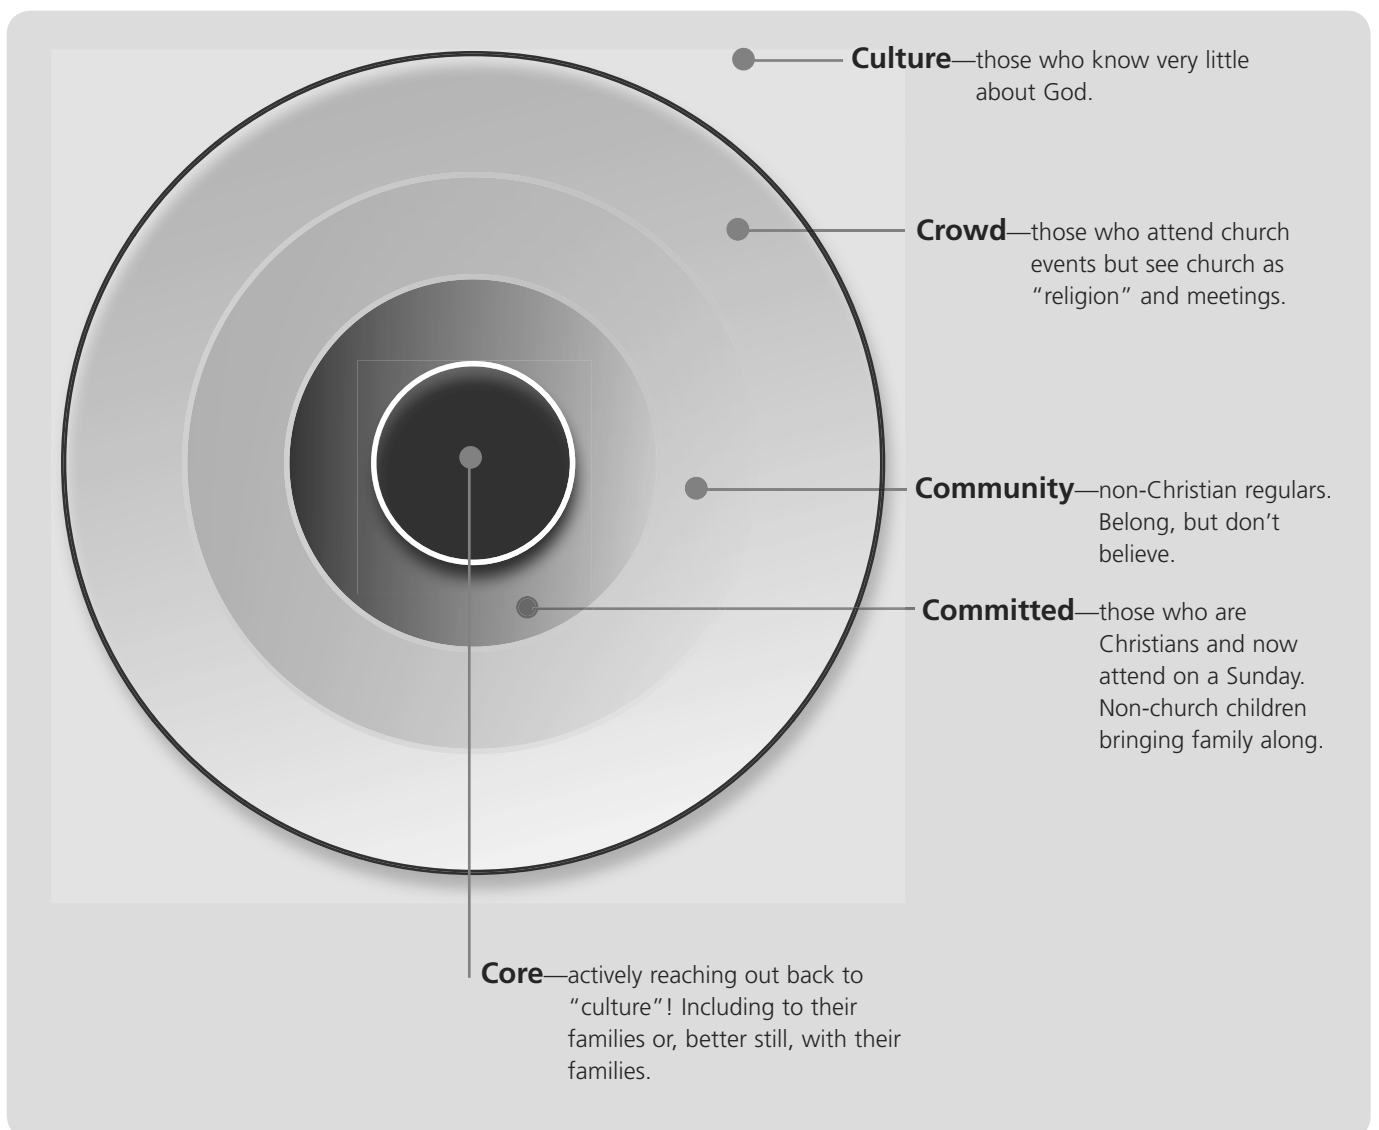 Culture—those who know very little
about God.
Crowd—those who attend church
events but see church as
“religion” and meetings.
Community—non-Christian regulars.
Belong, but don’t
believe.
Committed—those who are
Christians and now
attend on a Sunday.
Non-church children
bringing family along.
Core—actively reaching out back to
“culture”! Including to their
families or, better still, with their
families.